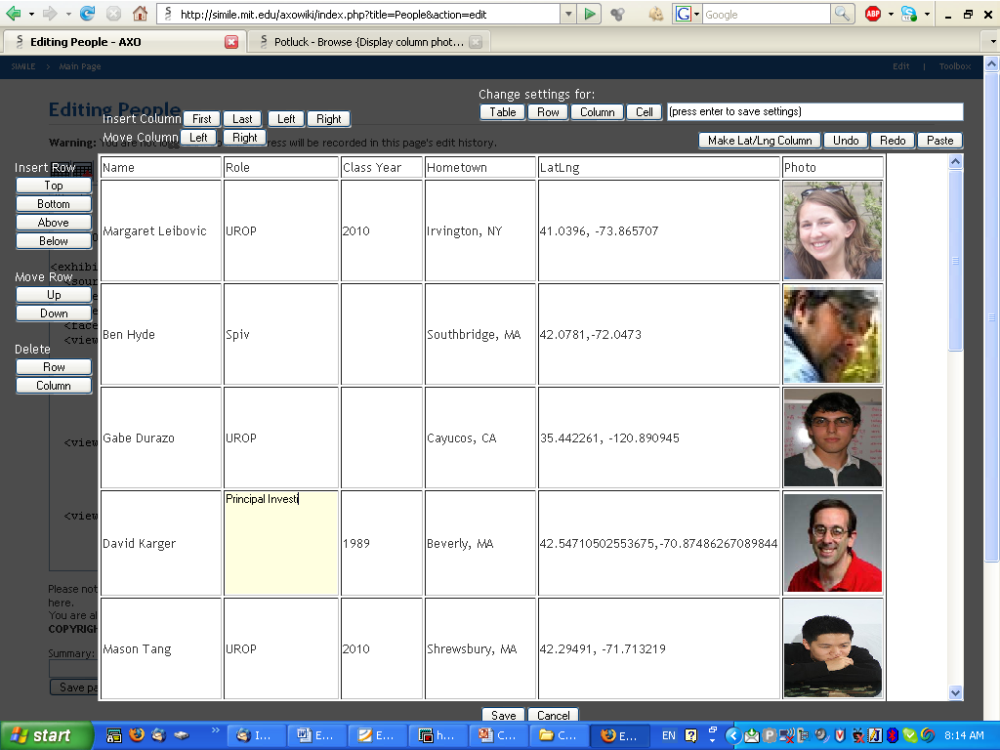 http://simile.mit.edu/axowiki/index.php?title=People&action=edit
Google
ABP
Editing People - AXO
Potluck - Browse {Display column phot...
SIMILE > Main Page
Edit | Toolbox
Editing People
Change settings for:
Insert Column First Last Left Right
Table Row Column Cell (press enter to save settings)
Move Column Left Right
Make Lat/Lng Column Undo Redo Paste
Warning: You are not logg ress will be recorded in this page's edit history.
Insert Row
Top
Bottom
Above
Below
Move Row
Up
Down
Delete
Row
Column
Name Role Class Year Hometown LatLng Photo
Margaret Leibovic UROP 2010 Irvington, NY 41.0396, -73.865707
Ben Hyde Spiv Southbridge, MA 42.0781,-72.0473
Gabe Durazo UROP Cayucos, CA 35.442261, -120.890945
Principal Investi
David Karger 1989 Beverly, MA 42.54710502553675,-70.87486267089844
Mason Tang UROP 2010 Shrewsbury, MA 42.29491, -71.713219
<exhib
<sour
<face
<view
<view
<view
Please not
here.
You are al
COPYRIGH
Summary:
Save pa
Save Cancel
start I... E... E... h... C... C... E... EN 8:14 AM